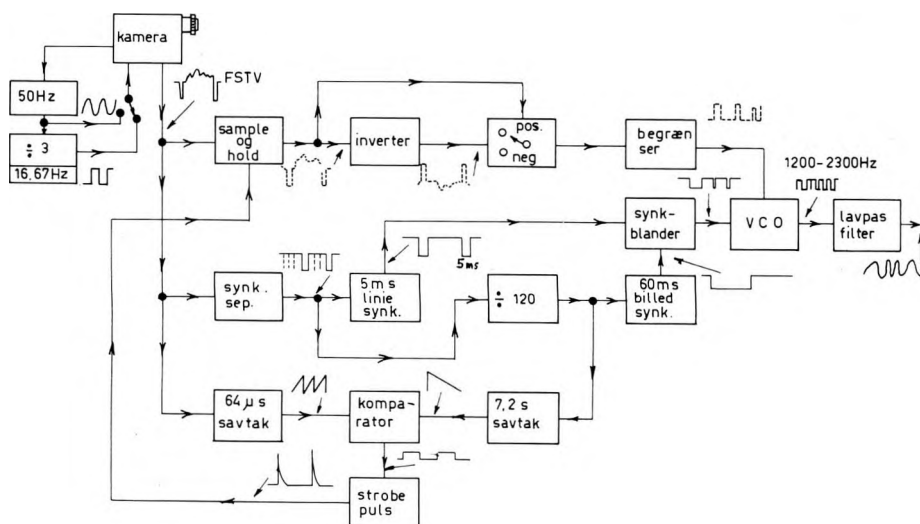 kamera
50Hz
÷ 3
16,67Hz
FSTV
sample
og
hold
inverter
pos.
neg
begræn
ser
1200-2300Hz
synk-
blander
VCO
lavpas
filter
synk.
sep.
5ms
linie
synk.
5ms
÷ 120
60ms
billed
synk.
64 µs
savtak
kompa-
rator
7,2 s
savtak
strobe
puls